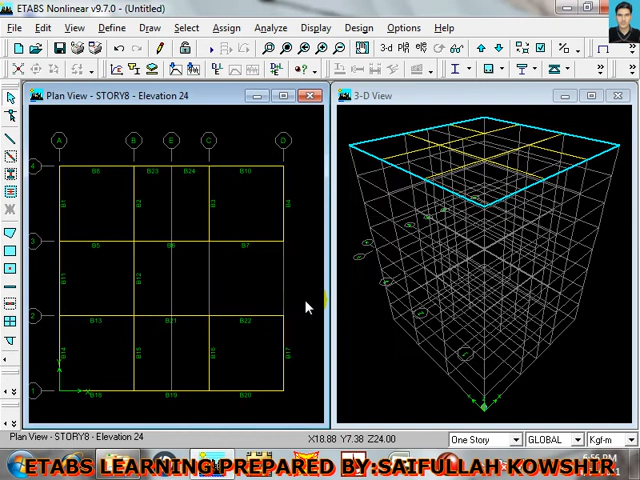 ETABS Nonlinear v9.7.0 - (Untitled)
File Edit View Define Draw Select Assign Analyze Display Design Options Help
3-d
Plan View - STORY8 - Elevation 24
3-D View
A B E C D
4
B8 B23 B24 B10
B1 B2 B3 B4
3
B5 B6 B7
B11 B12
2
B13 B21 B22
B14 B15 B16 B17
1
B18 B19 B20
Plan View - STORY8 - Elevation 24
X18.88 Y7.38 Z24.00
One Story
GLOBAL
Kgf-m
ETABS LEARNING PREPARED BY:SAIFULLAH KOWSHIR